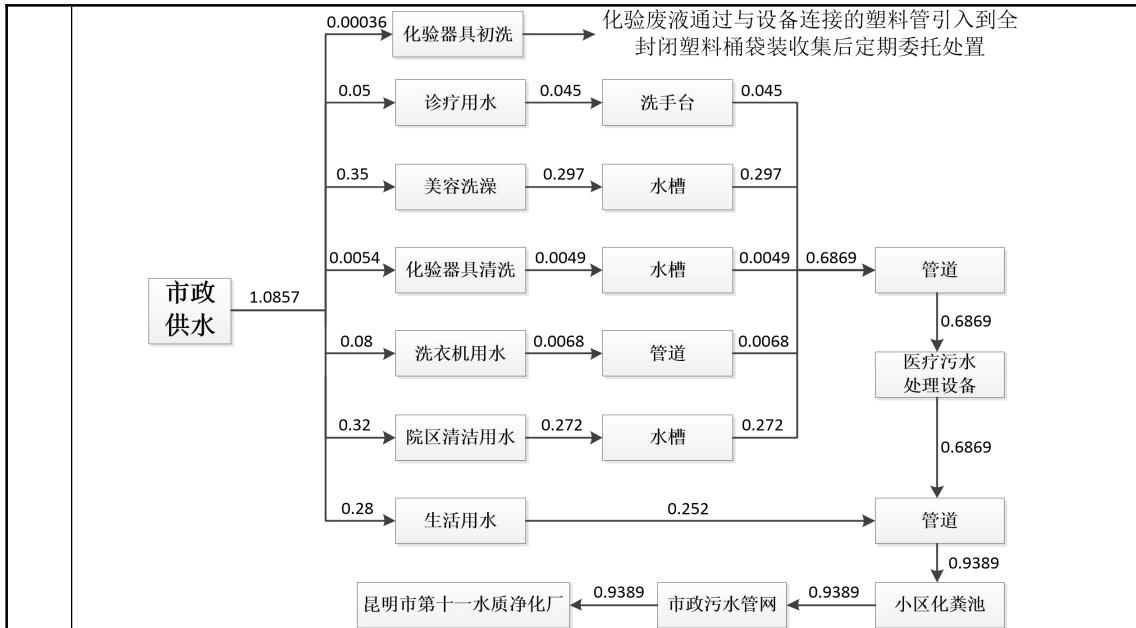 0.00036
化验器具初洗
化验废液通过与设备连接的塑料管引入到全
封闭塑料桶袋装收集后定期委托处置
0.05
诊疗用水
0.045
洗手台
0.045
0.35
美容洗澡
0.297
水槽
0.297
0.0054
化验器具清洗
0.0049
水槽
0.0049
0.6869
管道
市政
供水
1.0857
0.6869
0.08
洗衣机用水
0.0068
管道
0.0068
医疗污水
处理设备
0.32
院区清洁用水
0.272
水槽
0.272
0.6869
0.28
生活用水
0.252
管道
0.9389
昆明市第十一水质净化厂
0.9389
市政污水管网
0.9389
小区化粪池